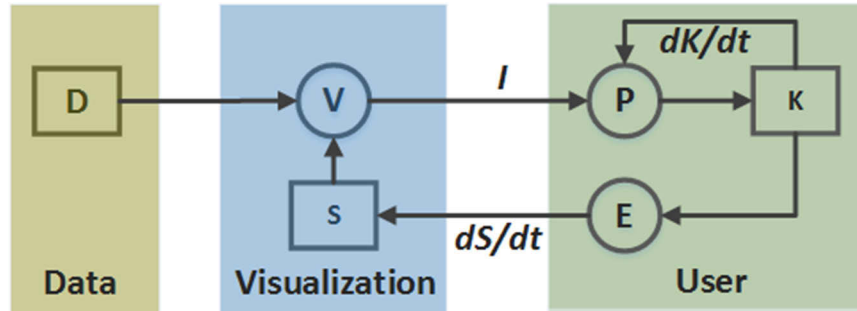 dK/dt
D
V
I
P
K
S
dS/dt
E
Data
Visualization
User